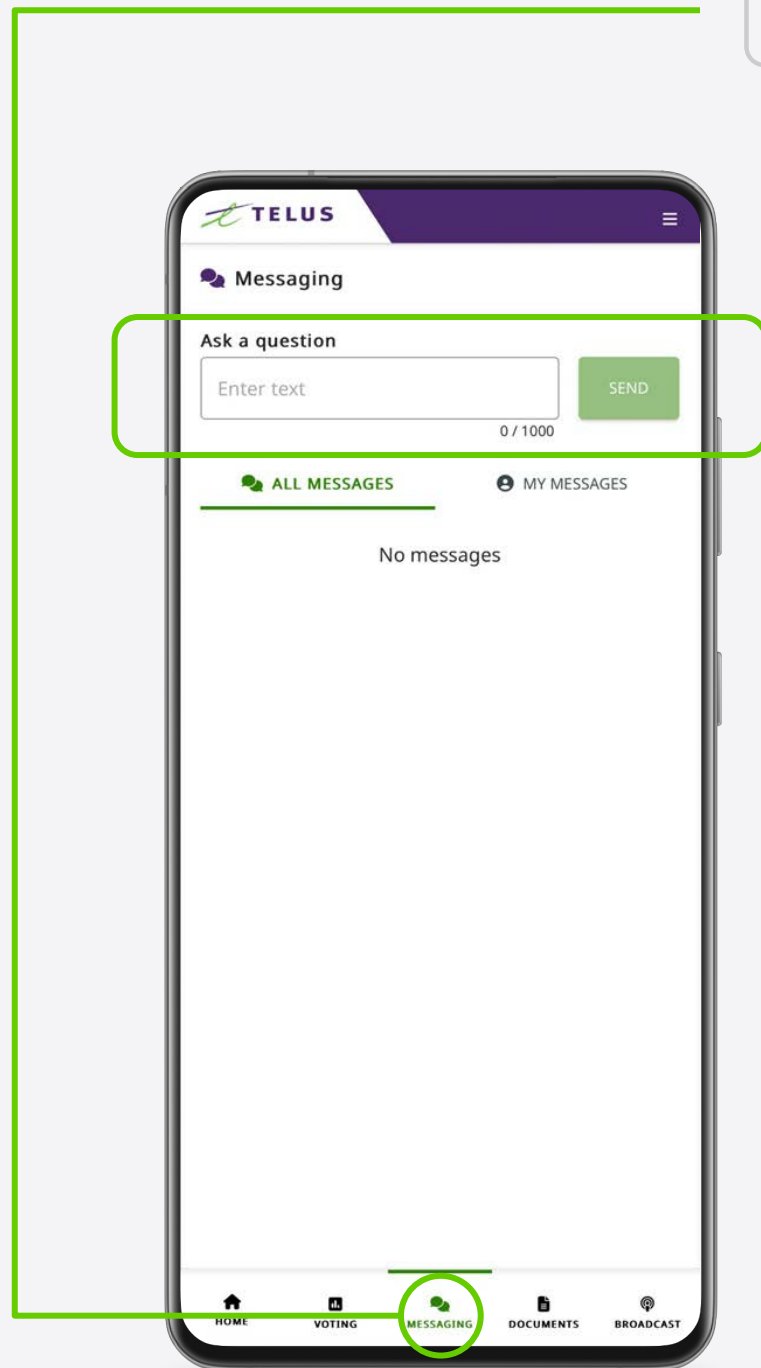 TELUS
Messaging
Ask a question
Enter text
SEND
0 / 1000
ALL MESSAGES
MY MESSAGES
No messages
HOME
VOTING
MESSAGING
DOCUMENTS
BROADCAST